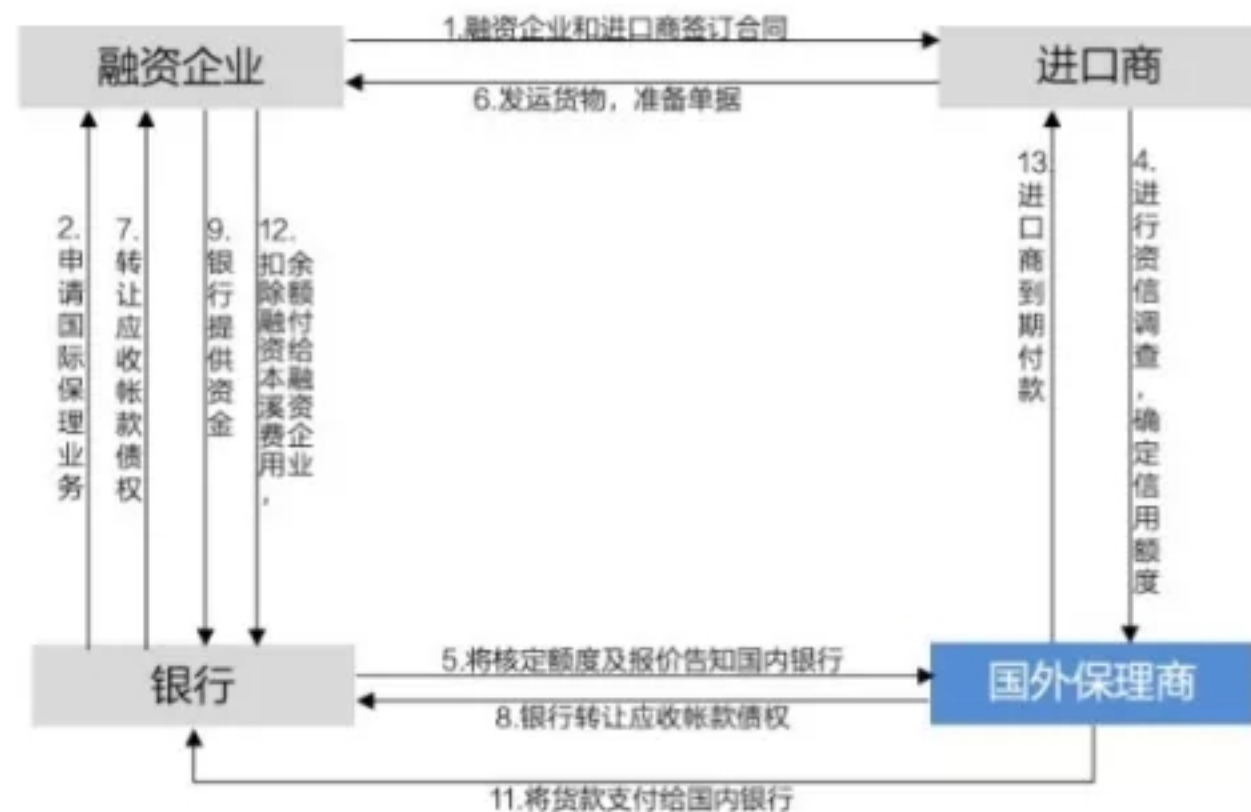 1.融资企业和进口商签订合同
融资企业
进口商
6.发运货物，准备单据
2.申请国际保理业务
7.转让应收帐款债权
9.银行提供资金
12.扣除融资本溪费用，
余额付给融资企业
13.进口商到期付款
4.进行资信调查，确定信用额度
5.将核定额度及报价告知国内银行
银行
国外保理商
8.银行转让应收帐款债权
11.将货款支付给国内银行